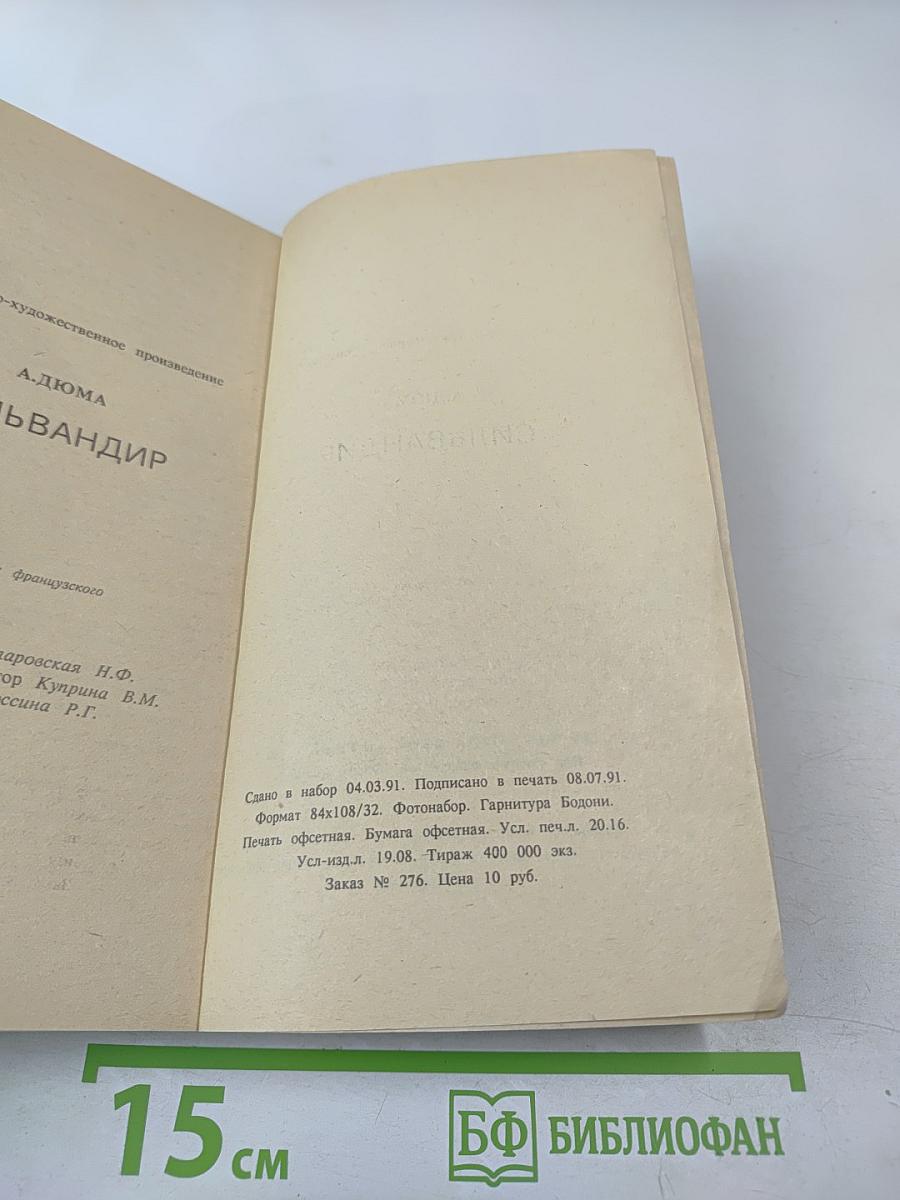 о-художественное произведение
А.ДЮМА
ЛЬВАНДИР
французского
таровская Н.Ф.
тор Куприна В.М.
ссина Р.Г.
СИЛЬВАНДИР
Сдано в набор 04.03.91. Подписано в печать 08.07.91.
Формат 84х108/32. Фотонабор. Гарнитура Бодони.
Печать офсетная. Бумага офсетная. Усл. печ.л. 20.16.
Усл-изд.л. 19.08. Тираж 400 000 экз.
Заказ № 276. Цена 10 руб.
15 см
БФ БИБЛИОФАН